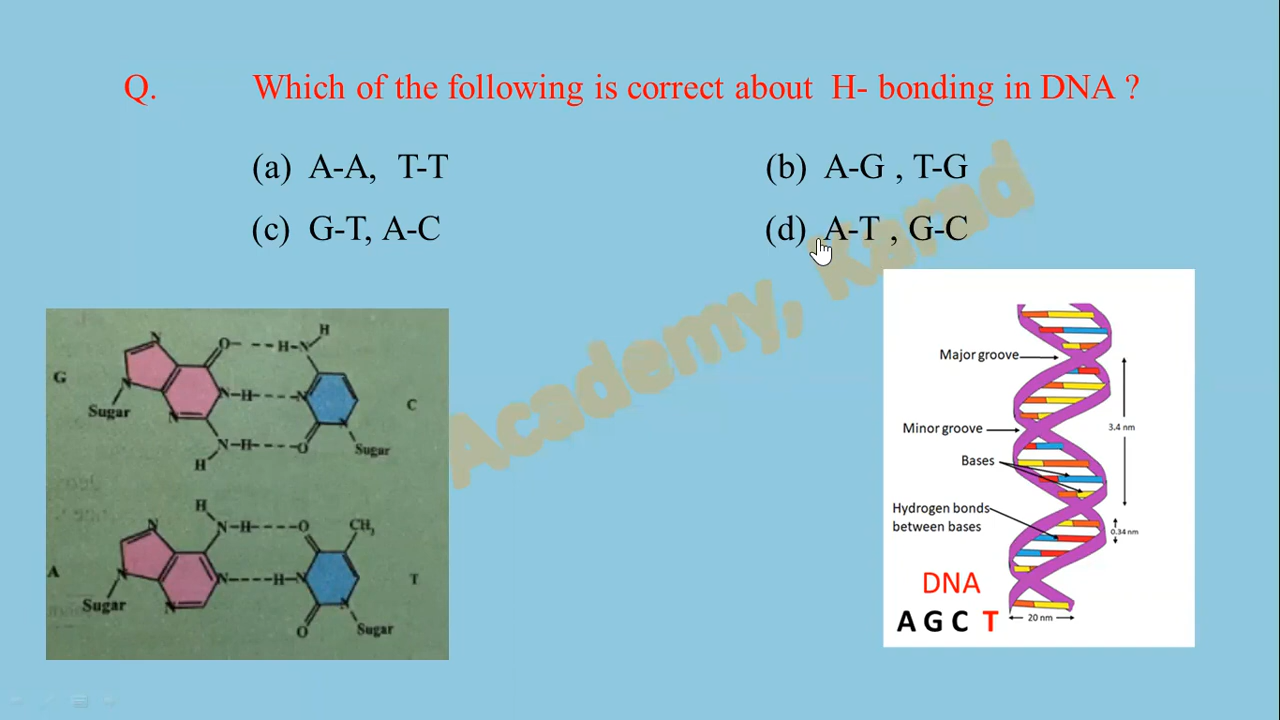 Q. Which of the following is correct about H- bonding in DNA ?
(a) A-A, T-T
(b) A-G , T-G
(c) G-T, A-C
(d) A-T , G-C
Academy, Karad
N
O
H-N
H
G
N
N-H
N
C
Sugar
N
N-H
O
N
H
Sugar
H
N
N-H
O
CH3
A
N
N
H-N
T
Sugar
N
N
O
Sugar
Major groove
3.4 nm
Minor groove
Bases
Hydrogen bonds
between bases
0.34 nm
DNA
A G C T
20 nm